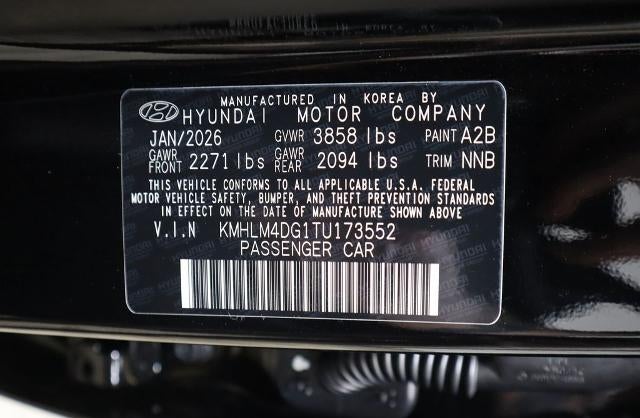 MANUFACTURED IN KOREA BY
HYUNDAI MOTOR COMPANY
JAN/2026 GVWR 3858 lbs PAINT A2B
GAWR FRONT 2271 lbs GAWR REAR 2094 lbs TRIM NNB
THIS VEHICLE CONFORMS TO ALL APPLICABLE U.S.A. FEDERAL
MOTOR VEHICLE SAFETY, BUMPER, AND THEFT PREVENTION STANDARDS
IN EFFECT ON THE DATE OF MANUFACTURE SHOWN ABOVE.
V.I.N KMHLM4DG1TU173552
PASSENGER CAR